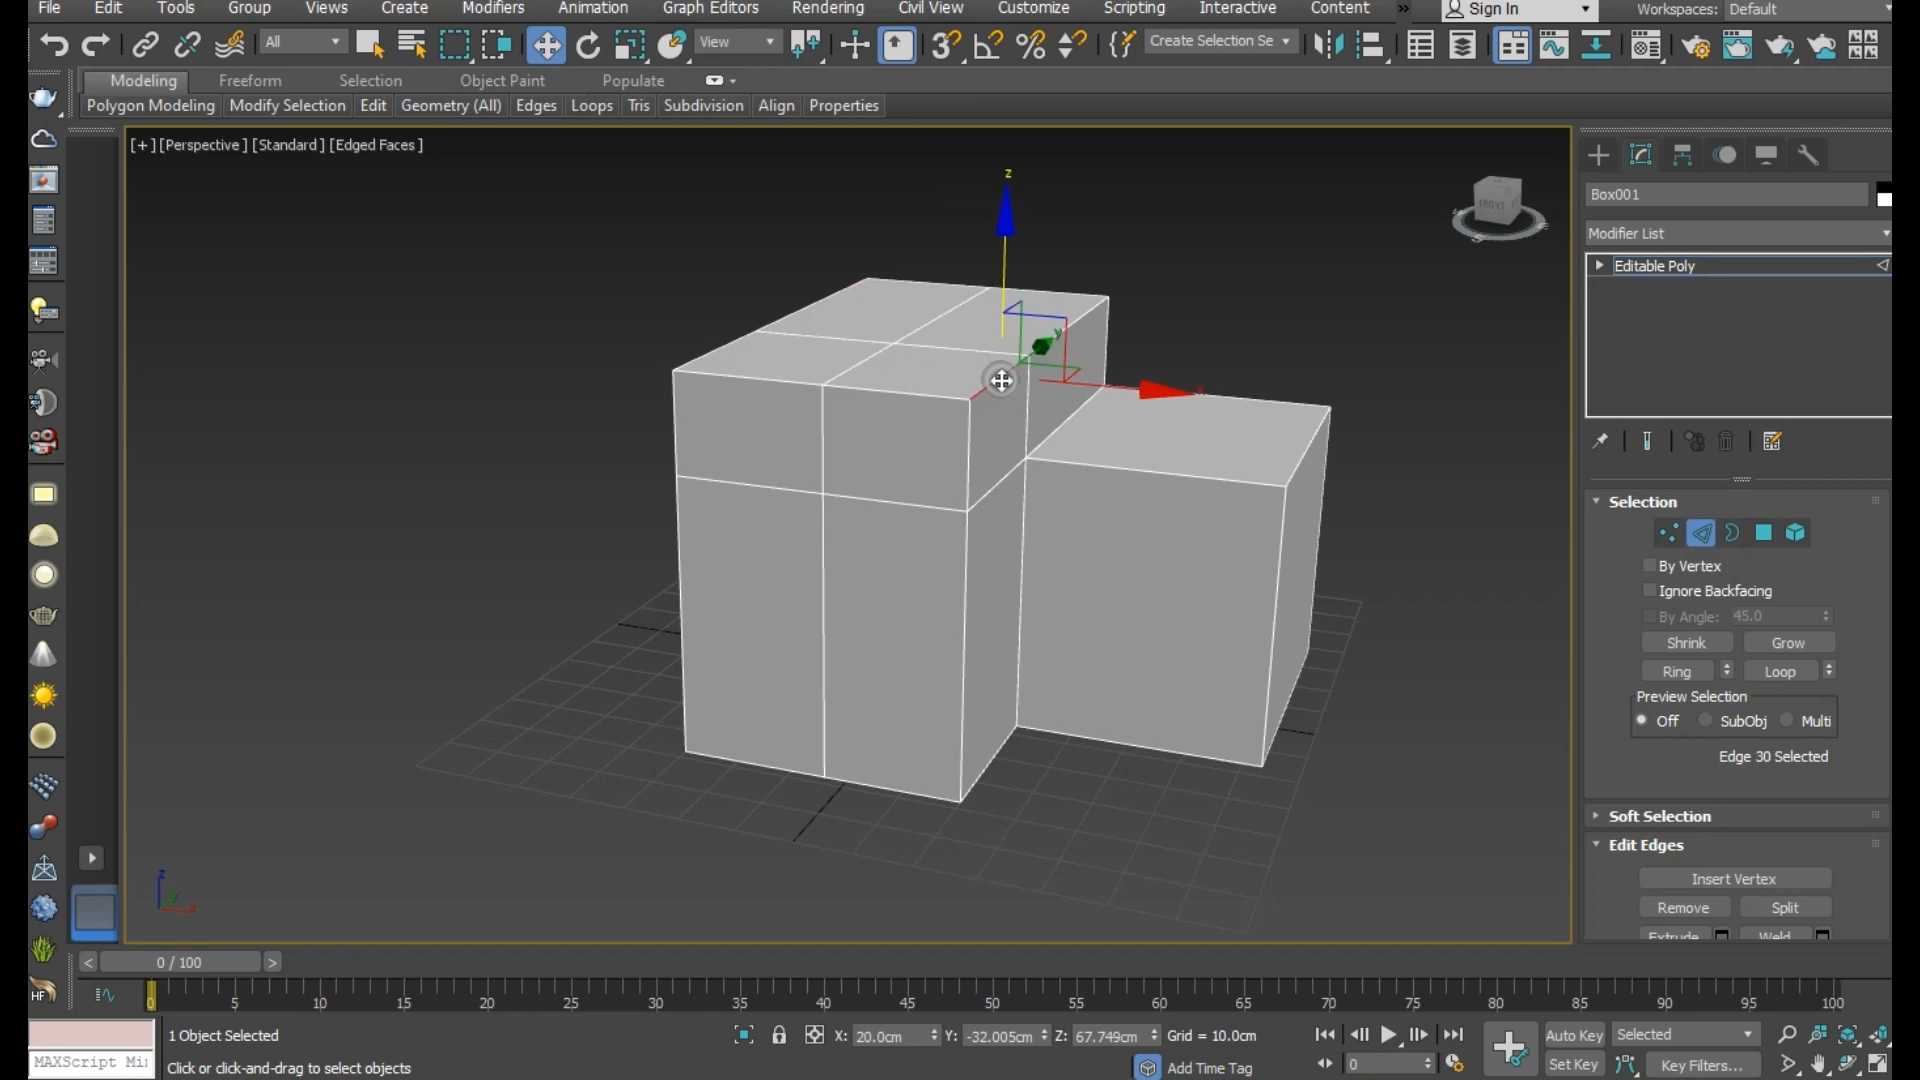 File Edit Tools Group Views Create Modifiers Animation Graph Editors Rendering Civil View Customize Scripting Interactive Content » Sign In Workspaces: Default
All View Create Selection Se
Modeling Freeform Selection Object Paint Populate
Polygon Modeling Modify Selection Edit Geometry (All) Edges Loops Tris Subdivision Align Properties
[+] [Perspective] [Standard] [Edged Faces]
z
y
FRONT
Box001
Modifier List
Editable Poly
Selection
By Vertex
Ignore Backfacing
By Angle: 45.0
Shrink Grow
Ring Loop
Preview Selection
Off SubObj Multi
Edge 30 Selected
Soft Selection
Edit Edges
Insert Vertex
Remove Split
Extrude Weld
z
y
x
< 0 / 100 >
0 5 10 15 20 25 30 35 40 45 50 55 60 65 70 75 80 85 90 95 100
1 Object Selected X: 20.0cm Y: -32.005cm Z: 67.749cm Grid = 10.0cm Auto Key Selected
MAXScript Mi Click or click-and-drag to select objects Add Time Tag 0 Set Key Key Filters...